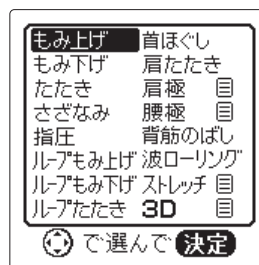 もみ上げ 首ほぐし
もみ下げ 肩たたき
たたき 肩極
さざなみ 腰極
指圧 背筋のばし
ループもみ上げ 波ローリング
ループもみ下げ ストレッチ
ループたたき 3D
で選んで 決定